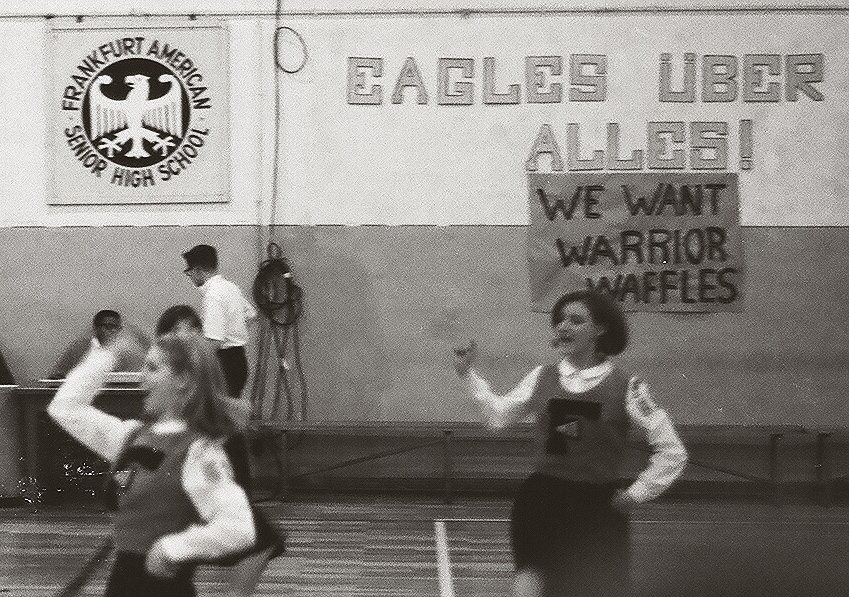 FRANKFURT AMERICAN
SENIOR HIGH SCHOOL
EAGLES ÜBER
ALLES!
WE WANT
WARRIOR
WAFFLES
F
F